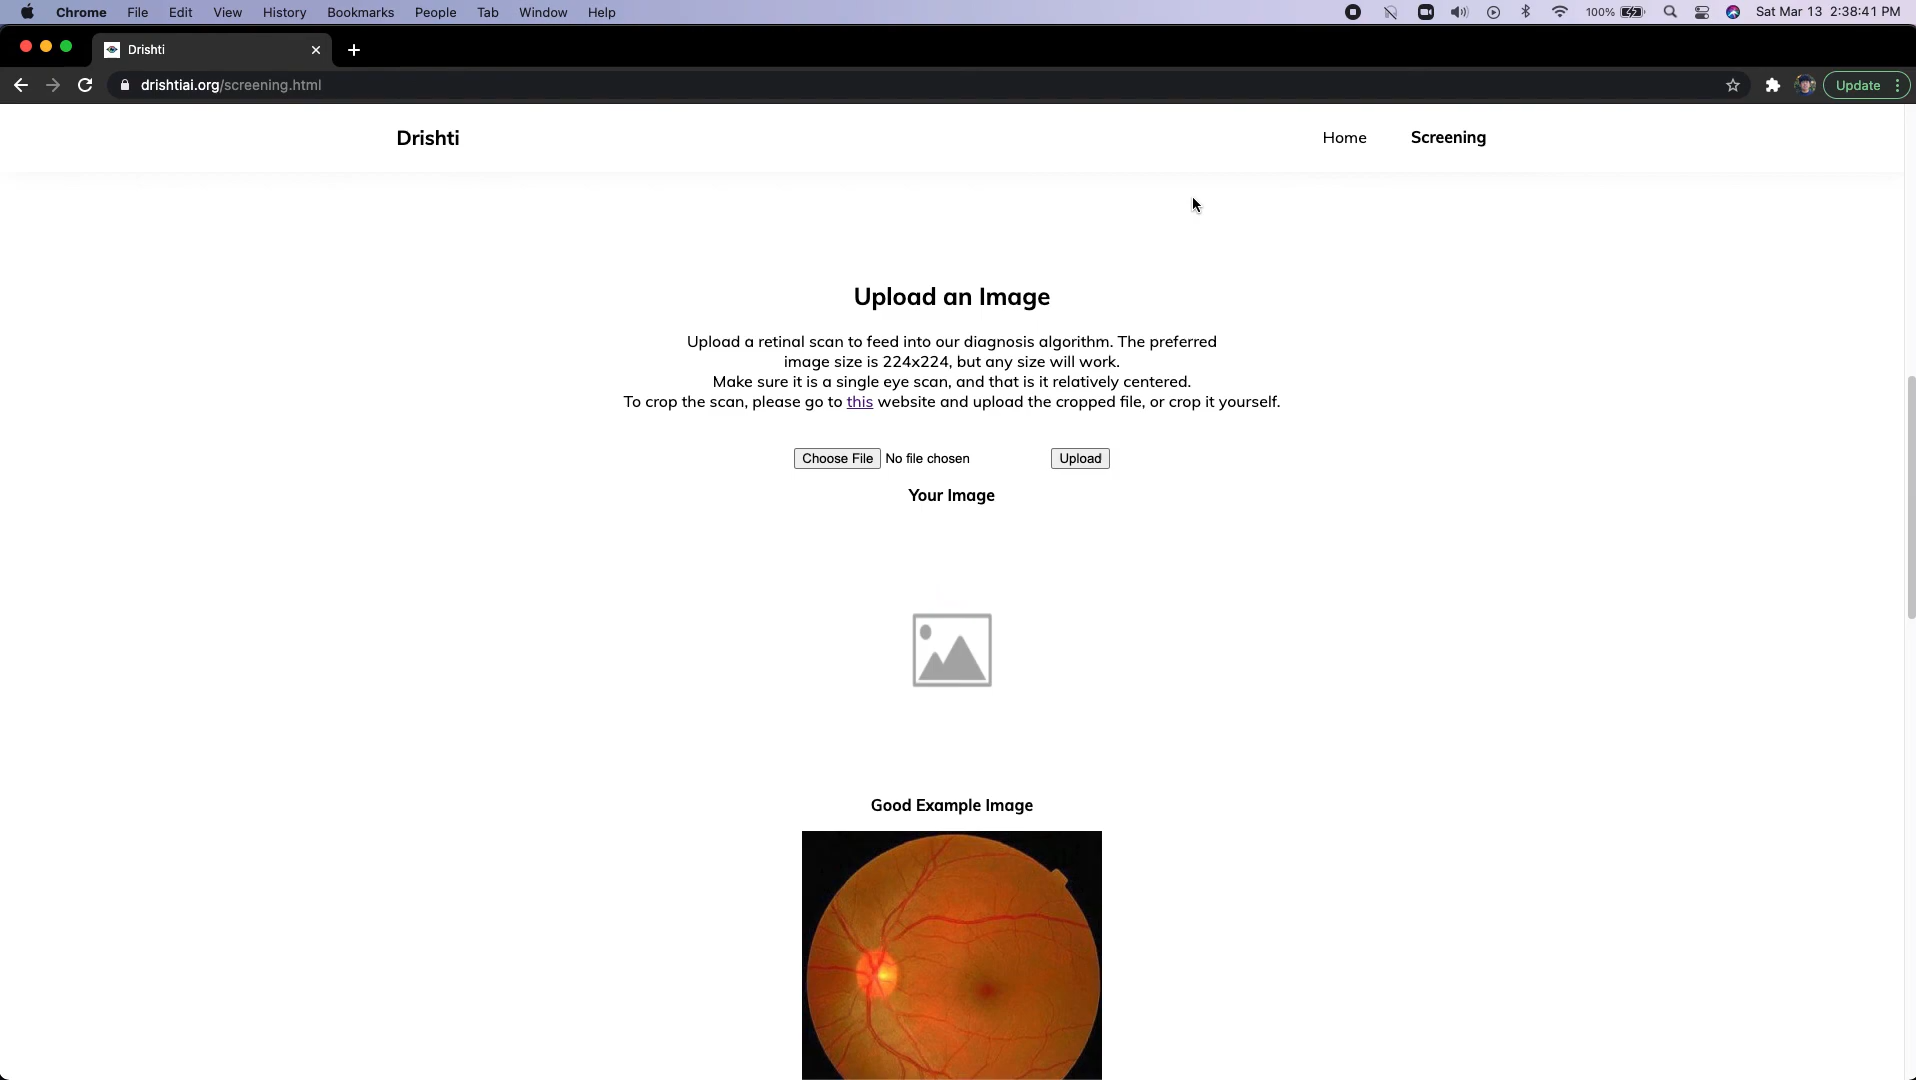 Chrome File Edit View History Bookmarks People Tab Window Help 100% Sat Mar 13 2:38:41 PM
Drishti
drishtiai.org/screening.html Update
Drishti Home Screening
Upload an Image
Upload a retinal scan to feed into our diagnosis algorithm. The preferred
image size is 224x224, but any size will work.
Make sure it is a single eye scan, and that is it relatively centered.
To crop the scan, please go to this website and upload the cropped file, or crop it yourself.
Choose File No file chosen Upload
Your Image
Good Example Image